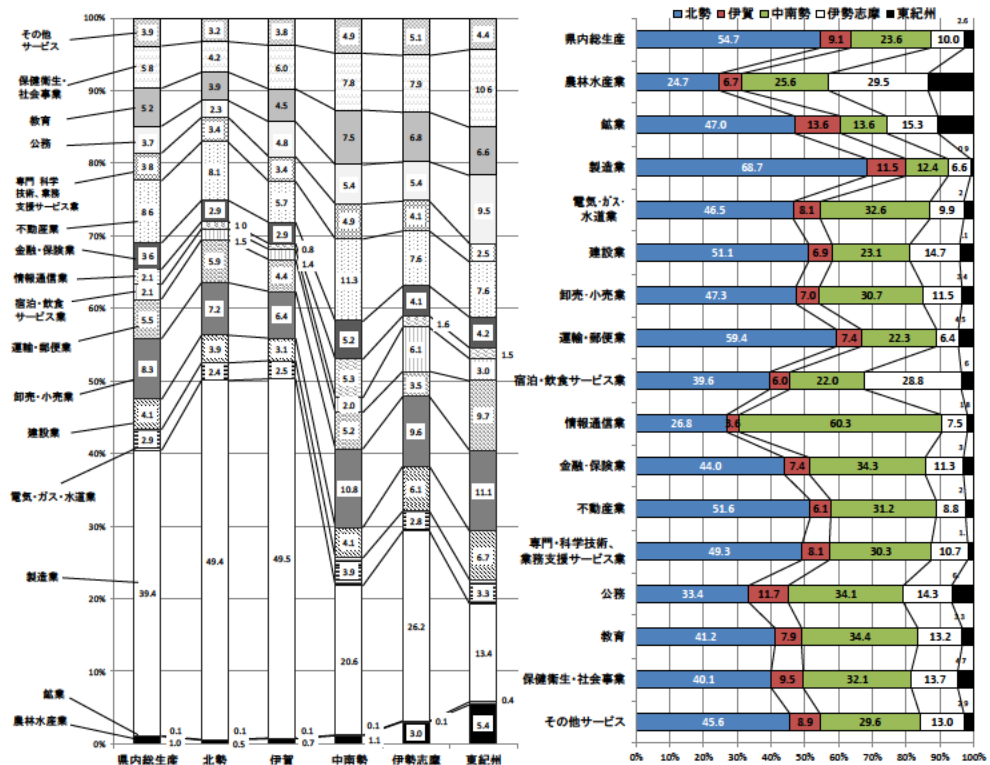 100%
90%
80%
70%
60%
50%
40%
30%
20%
10%
0%
その他
サービス
保健衛生・
社会事業
教育
公務
専門 科学
技術、業務
支援サービス業
不動産業
金融・保険業
情報通信業
宿泊・飲食
サービス業
運輸・郵便業
卸売・小売業
建設業
電気・ガス・水道業
製造業
鉱業
農林水産業
3.9 3.2 3.8 4.9 5.1 4.4
5.8 4.2 6.0 7.8 7.9 10.6
5.2 3.9 4.5 7.5 6.8 6.6
3.7 2.3 4.8 5.4 5.4 9.5
3.8 3.4 3.4 4.9 4.1 2.5
8.6 8.1 5.7 11.3 7.6 7.6
3.6 2.9 2.9 5.2 4.1 4.2
2.1 1.0 0.8 5.3 1.6 1.5
2.1 1.5 1.4 2.0 6.1 3.0
5.5 5.9 4.4 5.2 3.5 9.7
8.3 7.2 6.4 10.8 9.6 11.1
4.1 3.9 3.1 4.1 6.1 6.7
2.9 2.4 2.5 3.9 2.8 3.3
39.4 49.4 49.5 20.6 26.2 13.4
0.1 0.1 0.1 0.1 0.4
1.0 0.5 0.7 1.1 3.0 5.4
県内総生産 北勢 伊賀 中南勢 伊勢志摩 東紀州
北勢 伊賀 中南勢 伊勢志摩 東紀州
県内総生産 54.7 9.1 23.6 10.0 2.6
農林水産業 24.7 6.7 25.6 29.5
鉱業 47.0 13.6 13.6 15.3
製造業 68.7 11.5 12.4 6.6 0.9
電気・ガス・
水道業 46.5 8.1 32.6 9.9
建設業 51.1 6.9 23.1 14.7
卸売・小売業 47.3 7.0 30.7 11.5 3.4
運輸・郵便業 59.4 7.4 22.3 6.4 4.5
宿泊・飲食サービス業 39.6 6.0 22.0 28.8
情報通信業 26.8 3.6 60.3 7.5 1.8
金融・保険業 44.0 7.4 34.3 11.3
不動産業 51.6 6.1 31.2 8.8
専門・科学技術、
業務支援サービス業 49.3 8.1 30.3 10.7
公務 33.4 11.7 34.1 14.3
教育 41.2 7.9 34.4 13.2 3.3
保健衛生・社会事業 40.1 9.5 32.1 13.7 4.7
その他サービス 45.6 8.9 29.6 13.0 2.9
0% 10% 20% 30% 40% 50% 60% 70% 80% 90% 100%